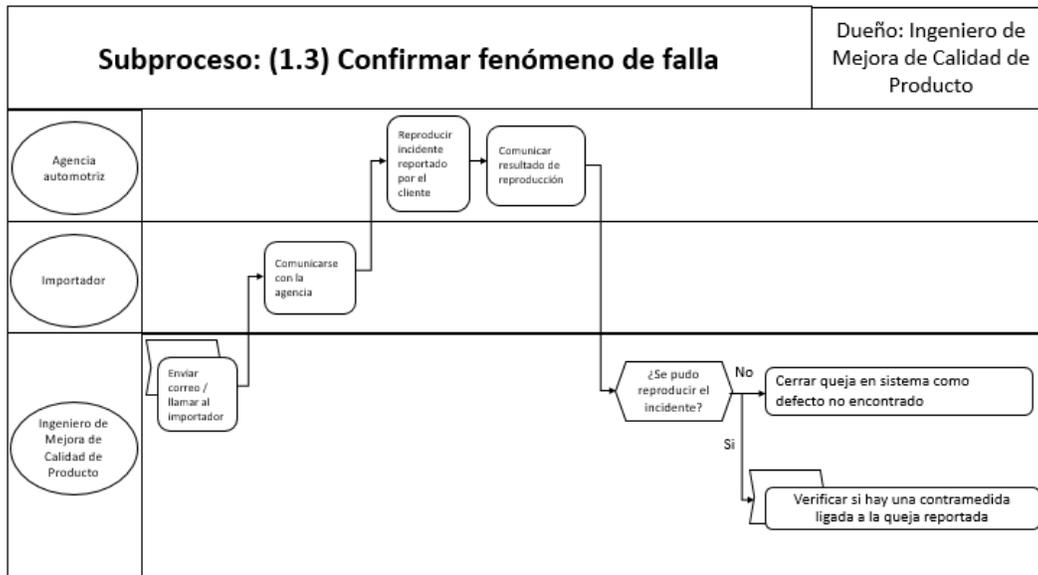 Subproceso: (1.3) Confirmar fenómeno de falla
Dueño: Ingeniero de
Mejora de Calidad de
Producto
Agencia
automotriz
Reproducir
incidente
reportado
por el
cliente
Comunicar
resultado de
reproducción
Importador
Comunicarse
con la
agencia
Ingeniero de
Mejora de
Calidad de
Producto
Enviar
correo /
llamar al
importador
¿Se pudo
reproducir el
incidente?
No
Cerrar queja en sistema como
defecto no encontrado
Si
Verificar si hay una contramedida
ligada a la queja reportada